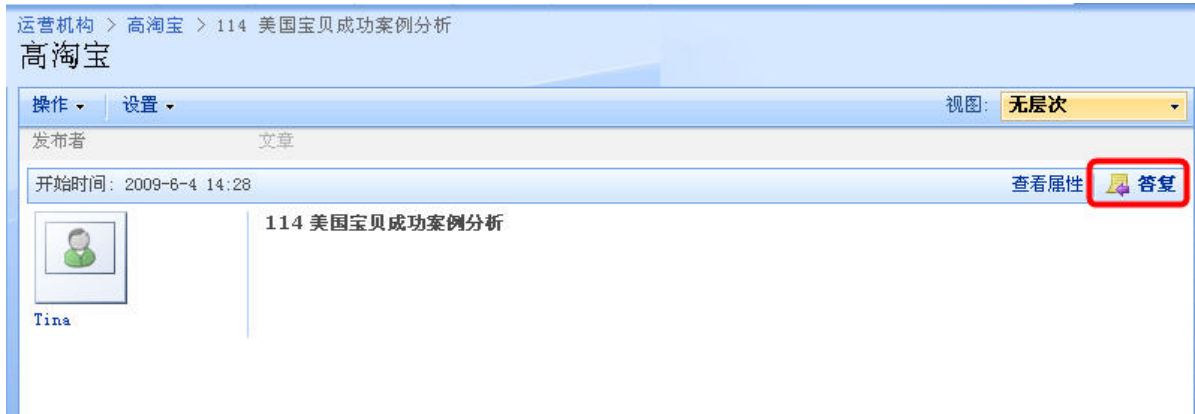 运营机构 > 高淘宝 > 114 美国宝贝成功案例分析
高淘宝
操作 设置 视图: 无层次
发布者 文章
开始时间: 2009-6-4 14:28 查看属性 答复
114 美国宝贝成功案例分析
Tina